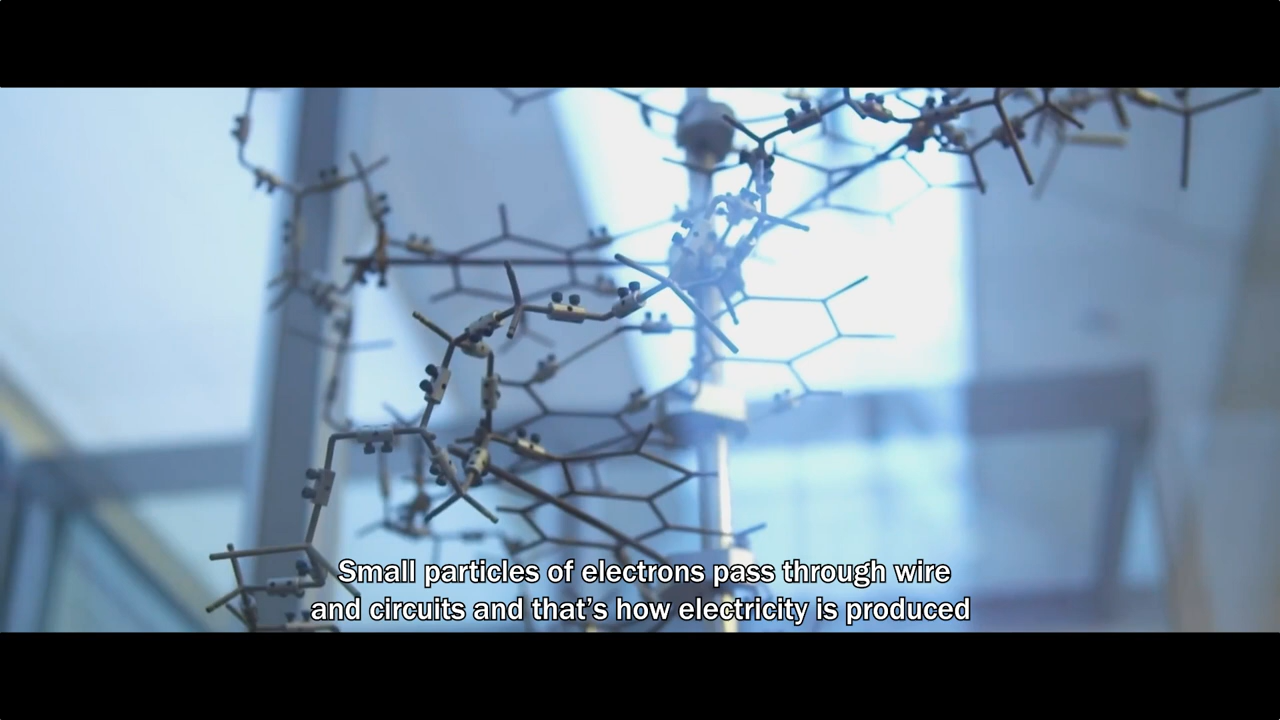 Small particles of electrons pass through wire
and circuits and that’s how electricity is produced